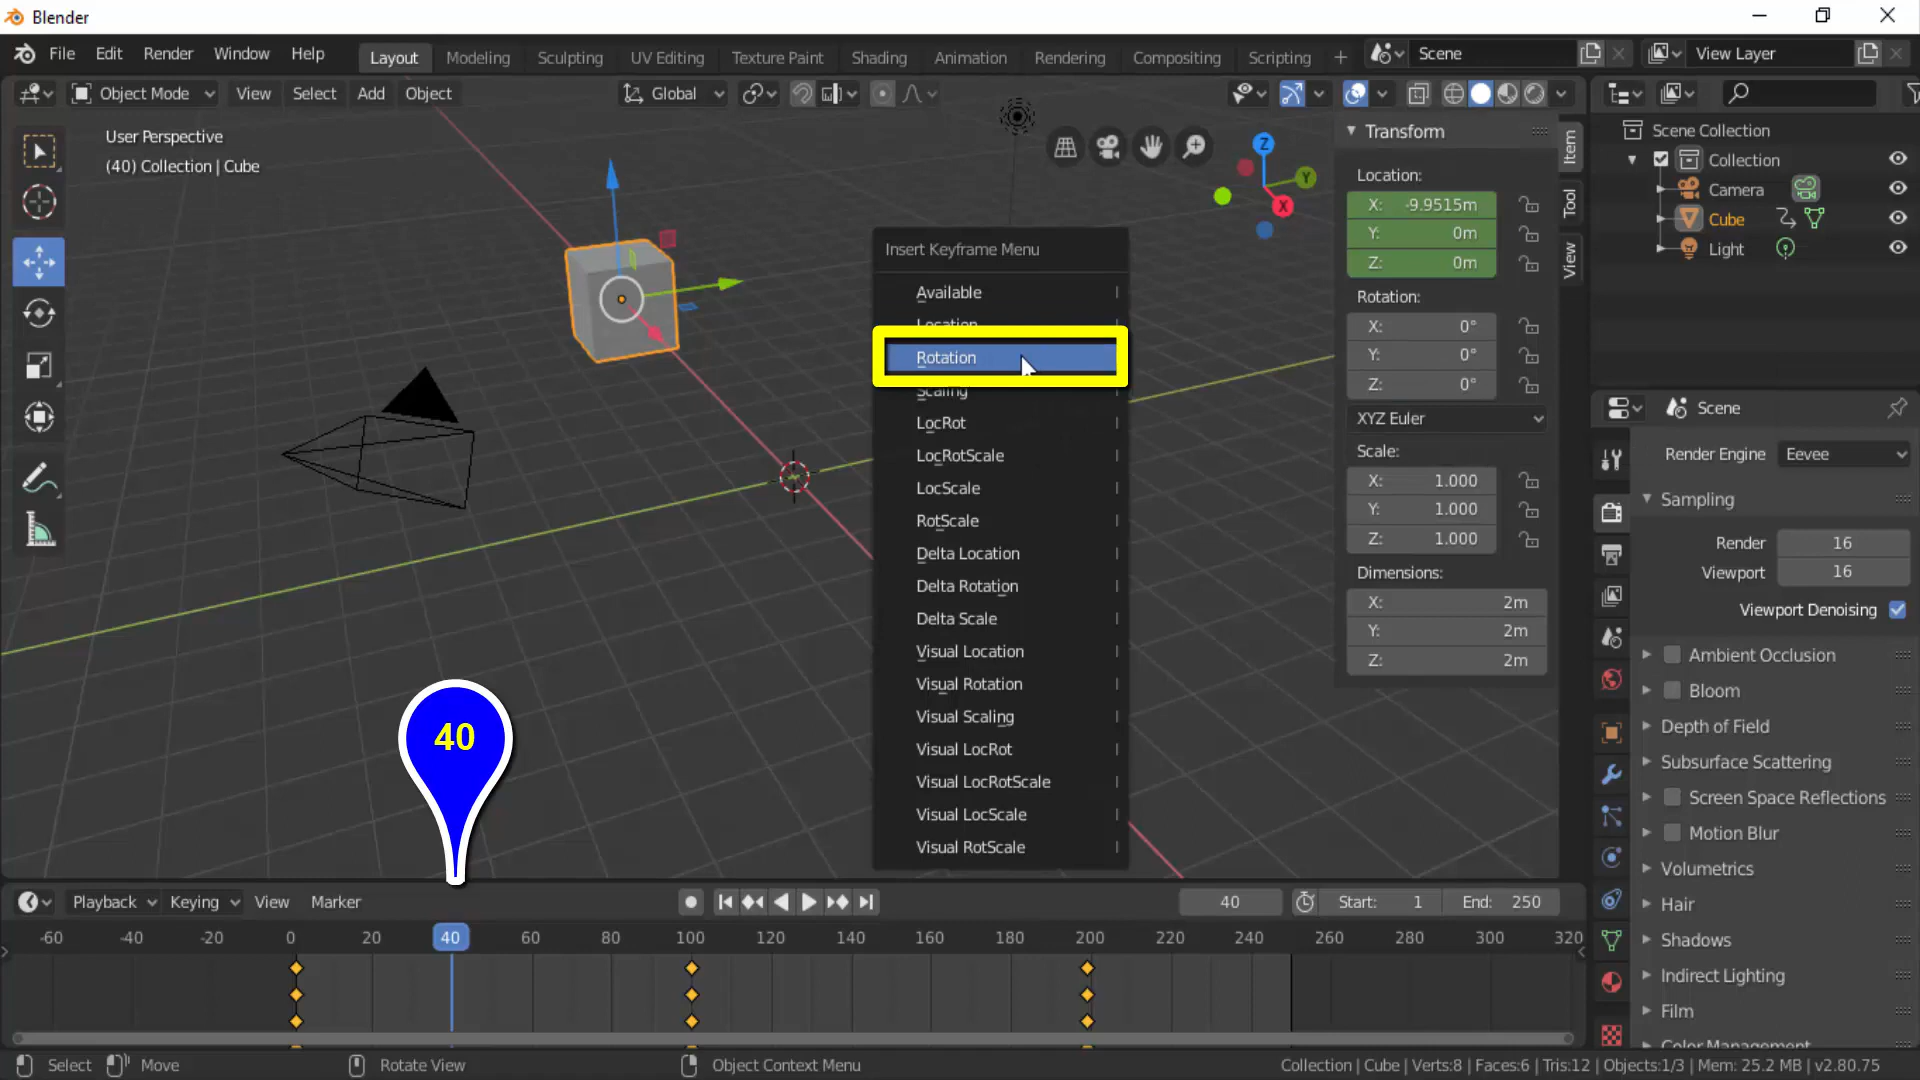 Blender
File Edit Render Window Help Layout Modeling Sculpting UV Editing Texture Paint Shading Animation Rendering Compositing Scripting + Scene View Layer
Object Mode View Select Add Object Global
User Perspective
(40) Collection | Cube
Z
Y
X
Insert Keyframe Menu
Available
Location
Rotation
Scaling
LocRot
LocRotScale
LocScale
RotScale
Delta Location
Delta Rotation
Delta Scale
Visual Location
Visual Rotation
Visual Scaling
Visual LocRot
Visual LocRotScale
Visual LocScale
Visual RotScale
Transform
Location:
X: -9.9515m
Y: 0m
Z: 0m
Rotation:
X: 0°
Y: 0°
Z: 0°
XYZ Euler
Scale:
X: 1.000
Y: 1.000
Z: 1.000
Dimensions:
X: 2m
Y: 2m
Z: 2m
Item
Tool
View
Scene Collection
Collection
Camera
Cube
Light
Scene
Render Engine Eevee
Sampling
Render 16
Viewport 16
Viewport Denoising
Ambient Occlusion
Bloom
Depth of Field
Subsurface Scattering
Screen Space Reflections
Motion Blur
Volumetrics
Hair
Shadows
Indirect Lighting
Film
Color Management
40
Playback Keying View Marker 40 Start: 1 End: 250
-60 -40 -20 0 20 40 60 80 100 120 140 160 180 200 220 240 260 280 300 320
Select Move Rotate View Object Context Menu Collection | Cube | Verts:8 | Faces:6 | Tris:12 | Objects:1/3 | Mem: 25.2 MB | v2.80.75